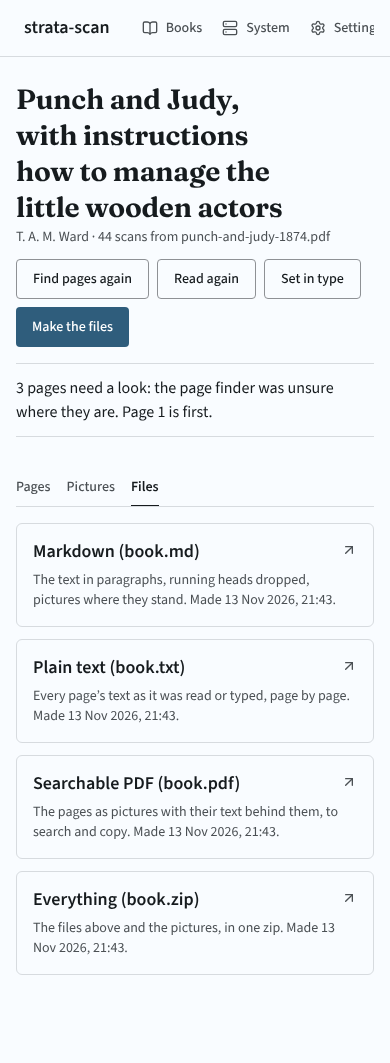 strata-scan
Books
System
Setting
Punch and Judy,
with instructions
how to manage the
little wooden actors
T. A. M. Ward · 44 scans from punch-and-judy-1874.pdf
Find pages again
Read again
Set in type
Make the files
3 pages need a look: the page finder was unsure
where they are. Page 1 is first.
Pages
Pictures
Files
Markdown (book.md)
The text in paragraphs, running heads dropped,
pictures where they stand. Made 13 Nov 2026, 21:43.
Plain text (book.txt)
Every page’s text as it was read or typed, page by page.
Made 13 Nov 2026, 21:43.
Searchable PDF (book.pdf)
The pages as pictures with their text behind them, to
search and copy. Made 13 Nov 2026, 21:43.
Everything (book.zip)
The files above and the pictures, in one zip. Made 13
Nov 2026, 21:43.